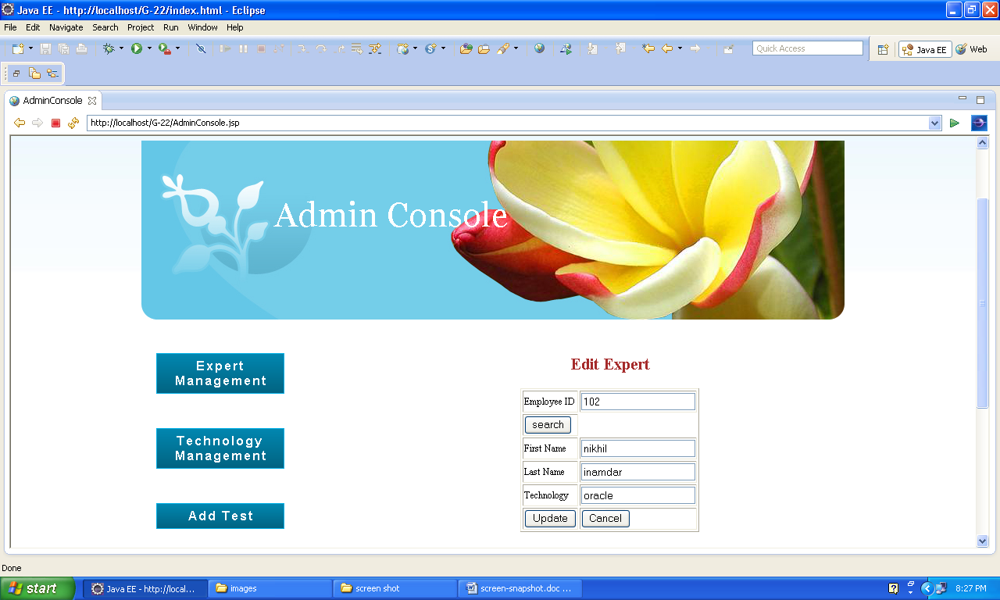 Java EE - http://localhost/G-22/index.html - Eclipse
File Edit Navigate Search Project Run Window Help
Quick Access
Java EE
Web
AdminConsole
http://localhost/G-22/AdminConsole.jsp
Admin Console
Expert
Management
Technology
Management
Add Test
Edit Expert
Employee ID 102
search
First Name nikhil
Last Name inamdar
Technology oracle
Update Cancel
Done
start Java EE - http://local... images screen shot screen-snapshot.doc ... 8:27 PM